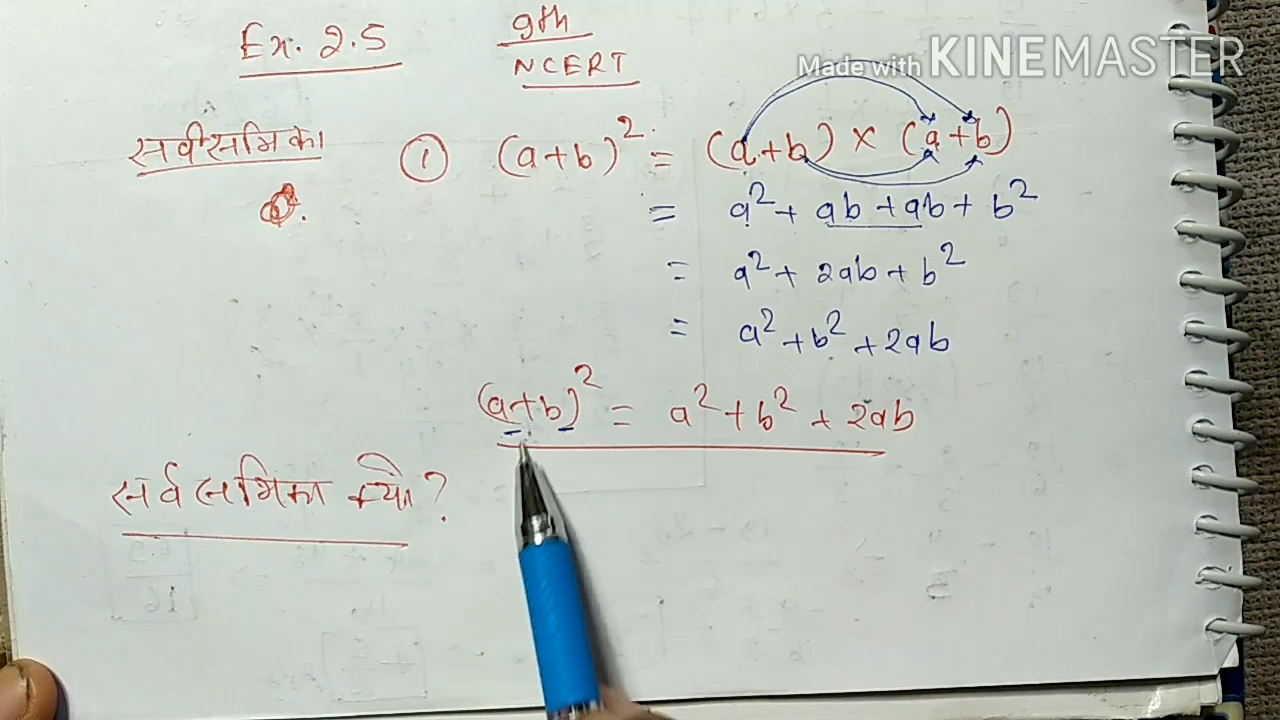 Ex. 2.5 9th
NCERT
Made with KINEMASTER
सर्वसमिका ① (a+b)² = (a+b) × (a+b)
= a² + ab + ab + b²
= a² + 2ab + b²
= a² + b² + 2ab
(a+b)² = a² + b² + 2ab
सर्वसमिका क्यों?